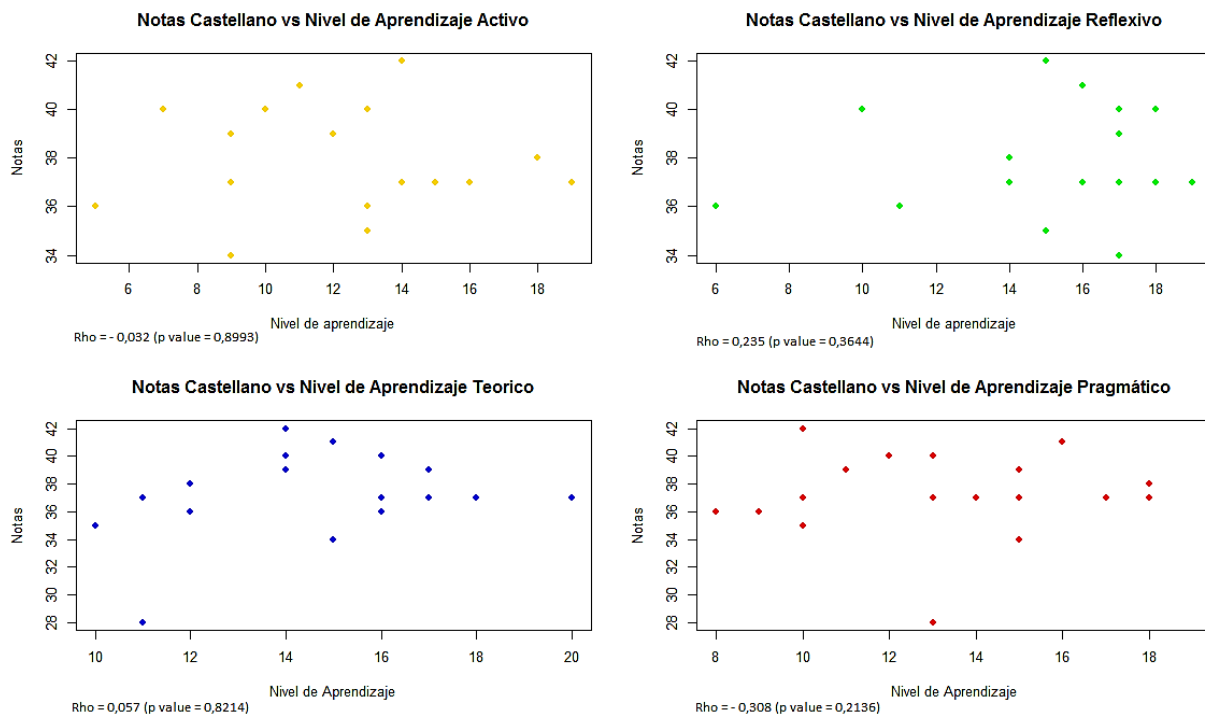 Notas Castellano vs Nivel de Aprendizaje Activo
Notas
42
40
38
36
34
6 8 10 12 14 16 18
Nivel de aprendizaje
Rho = - 0,032 (p value = 0,8993)
Notas Castellano vs Nivel de Aprendizaje Reflexivo
Notas
42
40
38
36
34
6 8 10 12 14 16 18
Nivel de aprendizaje
Rho = 0,235 (p value = 0,3644)
Notas Castellano vs Nivel de Aprendizaje Teorico
Notas
42
40
38
36
34
32
30
28
10 12 14 16 18 20
Nivel de Aprendizaje
Rho = 0,057 (p value = 0,8214)
Notas Castellano vs Nivel de Aprendizaje Pragmático
Notas
42
40
38
36
34
32
30
28
8 10 12 14 16 18
Nivel de Aprendizaje
Rho = - 0,308 (p value = 0,2136)